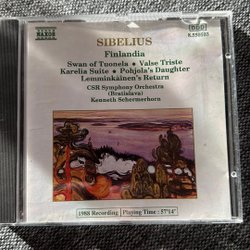 NAXOS
DDD
8.550103
SIBELIUS
Finlandia
Swan of Tuonela • Valse Triste
Karelia Suite • Pohjola's Daughter
Lemminkäinen's Return
CSR Symphony Orchestra
(Bratislava)
Kenneth Schermerhorn
1988 Recording
Playing Time : 57'14"